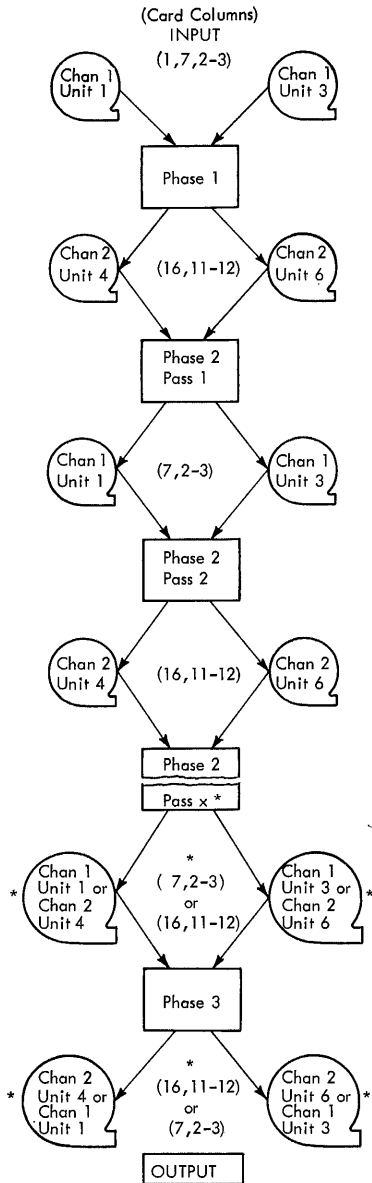 (Card Columns)
INPUT
(1,7,2-3)
Chan 1
Unit 1
Chan 1
Unit 3
Phase 1
Chan 2
Unit 4
(16,11-12)
Chan 2
Unit 6
Phase 2
Pass 1
Chan 1
Unit 1
(7,2-3)
Chan 1
Unit 3
Phase 2
Pass 2
Chan 2
Unit 4
(16,11-12)
Chan 2
Unit 6
Phase 2
Pass x *
*
Chan 1
Unit 1 or
Chan 2
Unit 4
*
( 7,2-3)
or
(16,11-12)
Chan 1
Unit 3 or
Chan 2
Unit 6
*
Phase 3
*
Chan 2
Unit 4 or
Chan 1
Unit 1
*
(16,11-12)
or
(7,2-3)
Chan 2
Unit 6 or
Chan 1
Unit 3
*
OUTPUT